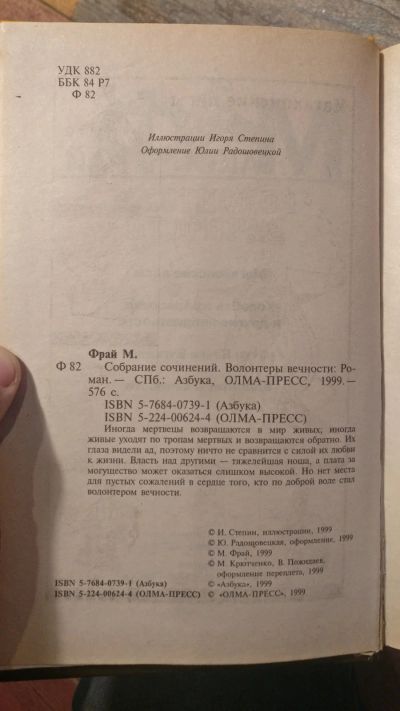 УДК 882
ББК 84 Р7
Ф 82
Иллюстрации Игоря Степина
Оформление Юлии Радошовецкой
Фрай М.
Ф 82 Собрание сочинений. Волонтеры вечности: Ро-
ман.— СПб.: Азбука, ОЛМА-ПРЕСС, 1999.—
576 с.
ISBN 5-7684-0739-1 (Азбука)
ISBN 5-224-00624-4 (ОЛМА-ПРЕСС)
Иногда мертвецы возвращаются в мир живых; иногда
живые уходят по тропам мертвых и возвращаются обратно. Их
глаза видели ад, поэтому ничто не сравнится с силой их любви
к жизни. Власть над другими — тяжелейшая ноша, а плата за
могущество может оказаться слишком высокой. Но нет места
для пустых сожалений в сердце того, кто по доброй воле стал
волонтером вечности.
© И. Степин, иллюстрации, 1999
© Ю. Радошовецкая, оформление, 1999
© М. Фрай, 1999
© М. Крютченко, В. Пожидаев,
оформление переплета, 1999
ISBN 5-7684-0739-1 (Азбука) © «Азбука», 1999
ISBN 5-224-00624-4 (ОЛМА-ПРЕСС) © «ОЛМА-ПРЕСС», 1999